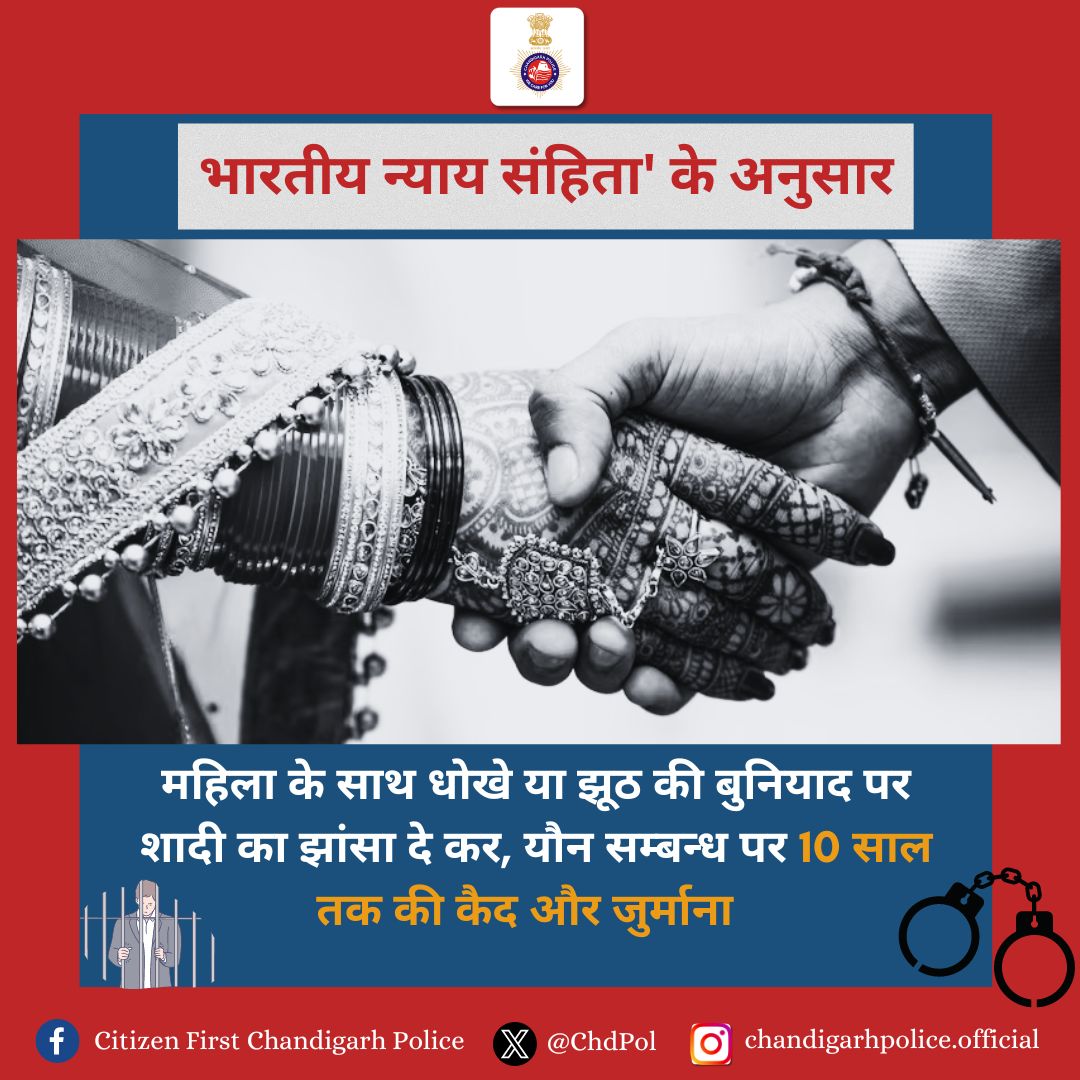 भारतीय न्याय संहिता' के अनुसार
महिला के साथ धोखे या झूठ की बुनियाद पर
शादी का झांसा दे कर, यौन सम्बन्ध पर 10 साल
तक की कैद और जुर्माना
Citizen First Chandigarh Police
@ChdPol
chandigarhpolice.official